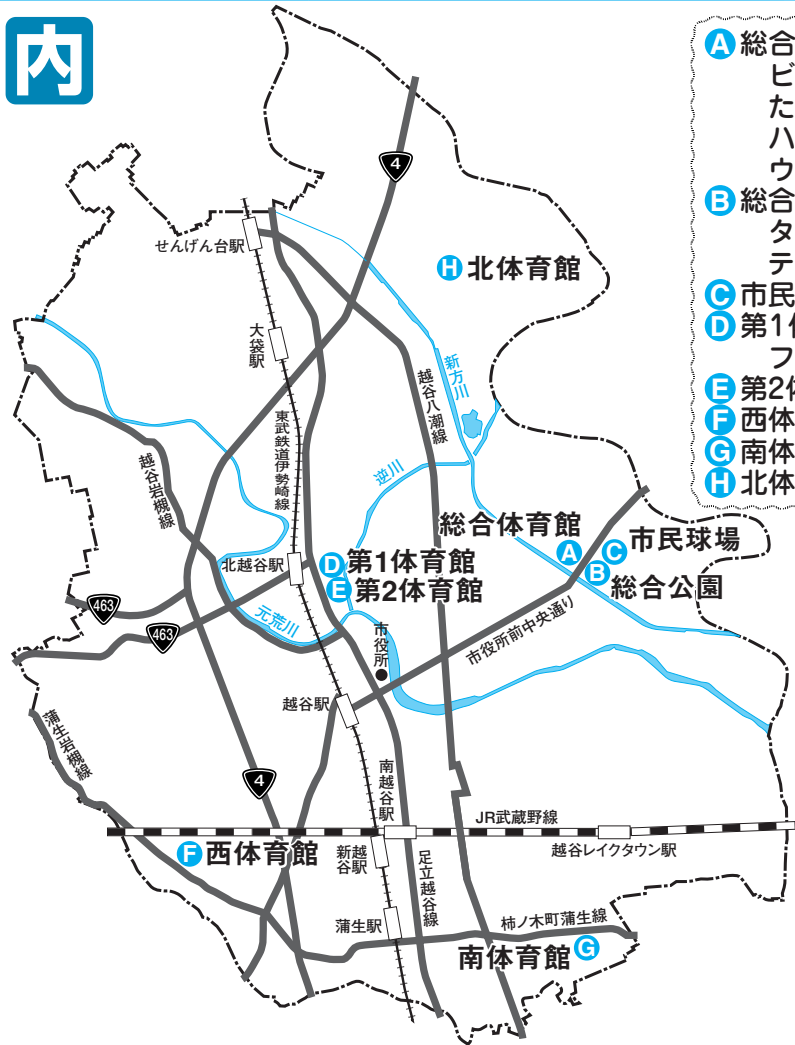 内
A 総合
ビ
た
ハ
ウ
B 総合
タ
テ
C 市民
D 第1
フ
E 第2
F 西体
G 南体
H 北体
4
せんげん台駅
H 北体育館
大袋駅
新方川
越谷八潮線
東武鉄道伊勢崎線
逆川
越谷岩槻線
総合体育館
A
C 市民球場
B 総合公園
北越谷駅
D 第1体育館
E 第2体育館
463
463
元荒川
市役所
市役所前中央通り
越谷駅
蒲生岩槻線
4
南越谷駅
JR武蔵野線
F 西体育館
新越谷駅
越谷レイクタウン駅
足立越谷線
蒲生駅
柿ノ木町蒲生線
南体育館 G